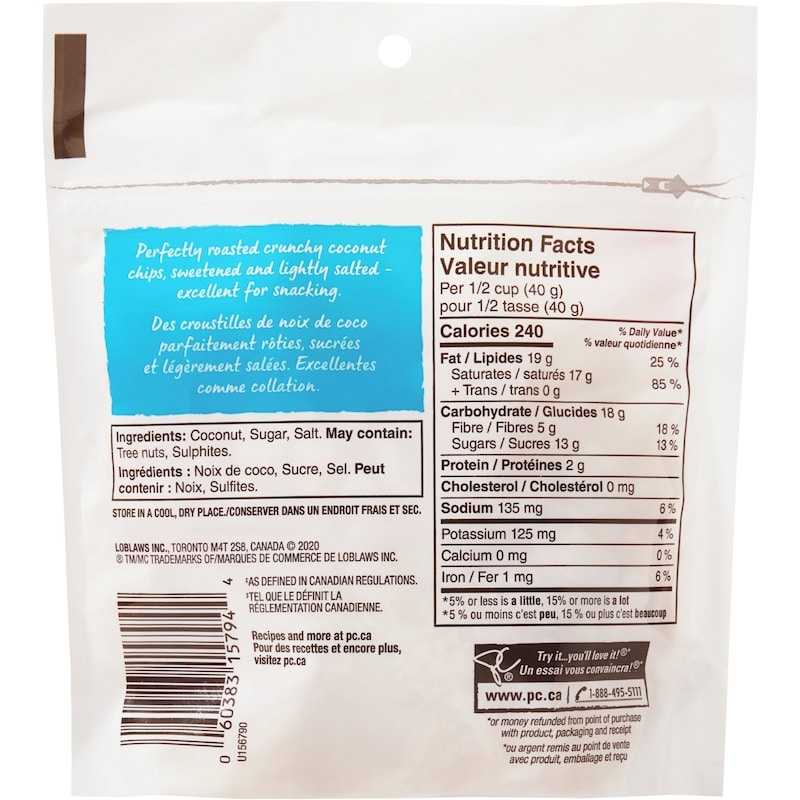 Perfectly roasted crunchy coconut
chips, sweetened and lightly salted -
excellent for snacking.
Des croustilles de noix de coco
parfaitement rôties, sucrées
et légèrement salées. Excellentes
comme collation.
Ingredients: Coconut, Sugar, Salt. May contain:
Tree nuts, Sulphites.
Ingrédients : Noix de coco, Sucre, Sel. Peut
contenir : Noix, Sulfites.
STORE IN A COOL, DRY PLACE./CONSERVER DANS UN ENDROIT FRAIS ET SEC.
LOBLAWS INC., TORONTO M4T 2S8, CANADA © 2020
® TM/MC TRADEMARKS OF/MARQUES DE COMMERCE DE LOBLAWS INC.
0 60383 15794 4
U156790
‡AS DEFINED IN CANADIAN REGULATIONS.
‡TEL QUE LE DÉFINIT LA
RÉGLEMENTATION CANADIENNE.
Recipes and more at pc.ca
Pour des recettes et encore plus,
visitez pc.ca
Nutrition Facts
Valeur nutritive
Per 1/2 cup (40 g)
pour 1/2 tasse (40 g)
Calories 240 % Daily Value*
% valeur quotidienne*
Fat / Lipides 19 g 25 %
Saturates / saturés 17 g
+ Trans / trans 0 g 85 %
Carbohydrate / Glucides 18 g
Fibre / Fibres 5 g 18 %
Sugars / Sucres 13 g 13 %
Protein / Protéines 2 g
Cholesterol / Cholestérol 0 mg
Sodium 135 mg 6 %
Potassium 125 mg 4 %
Calcium 0 mg 0 %
Iron / Fer 1 mg 6 %
*5% or less is a little, 15% or more is a lot
*5 % ou moins c'est peu, 15 % ou plus c'est beaucoup
PC®
Try it...you'll love it!®*
Un essai vous convaincra!®*
www.pc.ca 1-888-495-5111
*or money refunded from point of purchase
with product, packaging and receipt
*ou argent remis au point de vente
avec produit, emballage et reçu